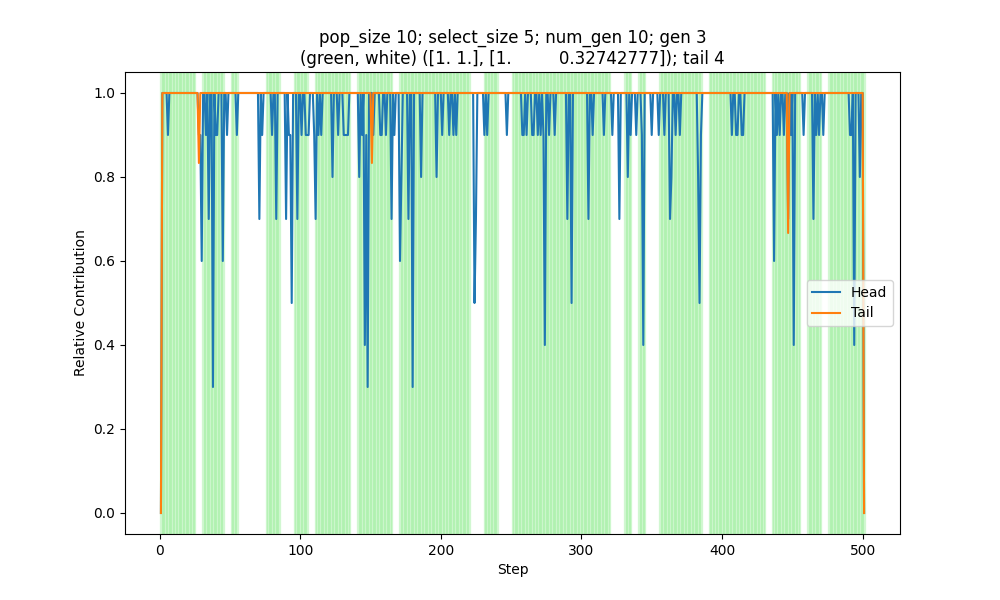 pop_size 10; select_size 5; num_gen 10; gen 3
(green, white) ([1. 1.], [1.          0.32742777]); tail 4
Relative Contribution
1.0
0.8
0.6
0.4
0.2
0.0
Head
Tail
0 100 200 300 400 500
Step